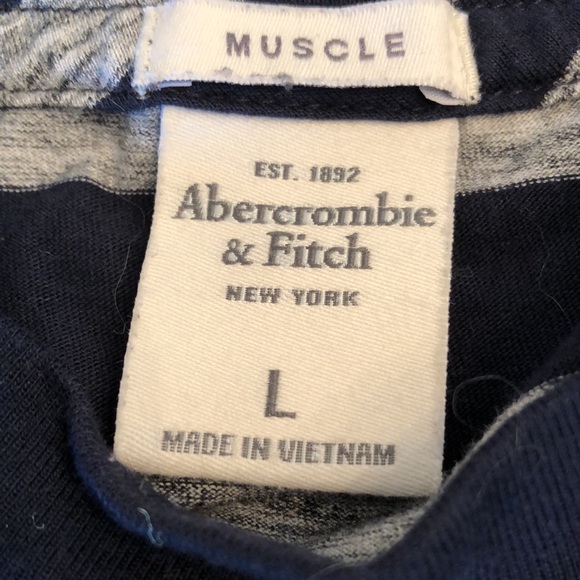 MUSCLE
EST. 1892
Abercrombie
& Fitch
NEW YORK
L
MADE IN VIETNAM